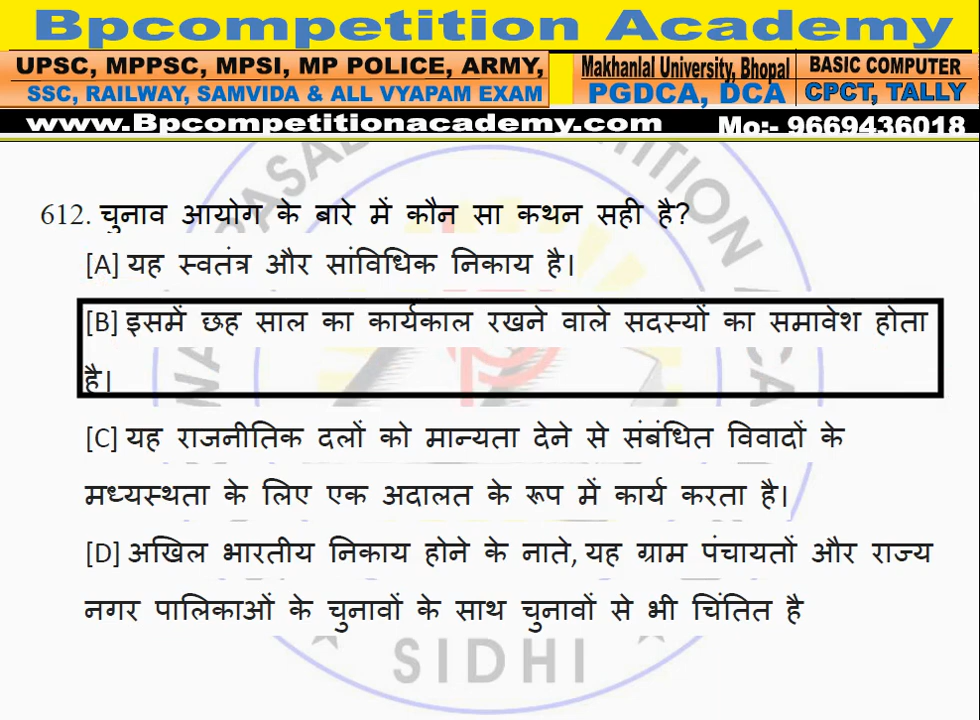 Bpcompetition Academy
UPSC, MPPSC, MPSI, MP POLICE, ARMY,
SSC, RAILWAY, SAMVIDA & ALL VYAPAM EXAM
Makhanlal University, Bhopal
PGDCA, DCA
BASIC COMPUTER
CPCT, TALLY
www.Bpcompetitionacademy.com
Mo:- 9669436018
612. चुनाव आयोग के बारे में कौन सा कथन सही है?
[A] यह स्वतंत्र और सांविधिक निकाय है।
[B] इसमें छह साल का कार्यकाल रखने वाले सदस्यों का समावेश होता
है।
[C] यह राजनीतिक दलों को मान्यता देने से संबंधित विवादों के
मध्यस्थता के लिए एक अदालत के रूप में कार्य करता है।
[D] अखिल भारतीय निकाय होने के नाते, यह ग्राम पंचायतों और राज्य
नगर पालिकाओं के चुनावों के साथ चुनावों से भी चिंतित है
SIDHI